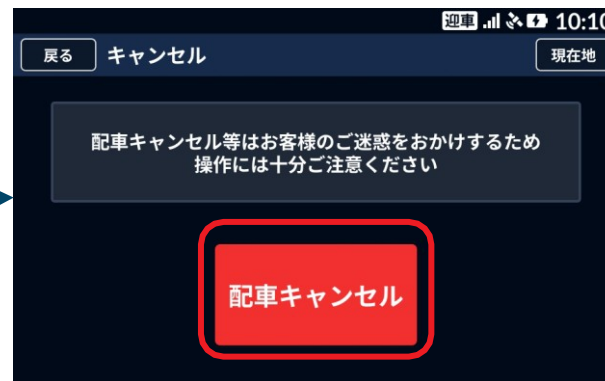 迎車 10:10
戻る キャンセル 現在地
配車キャンセル等はお客様のご迷惑をおかけするため
操作には十分ご注意ください
配車キャンセル